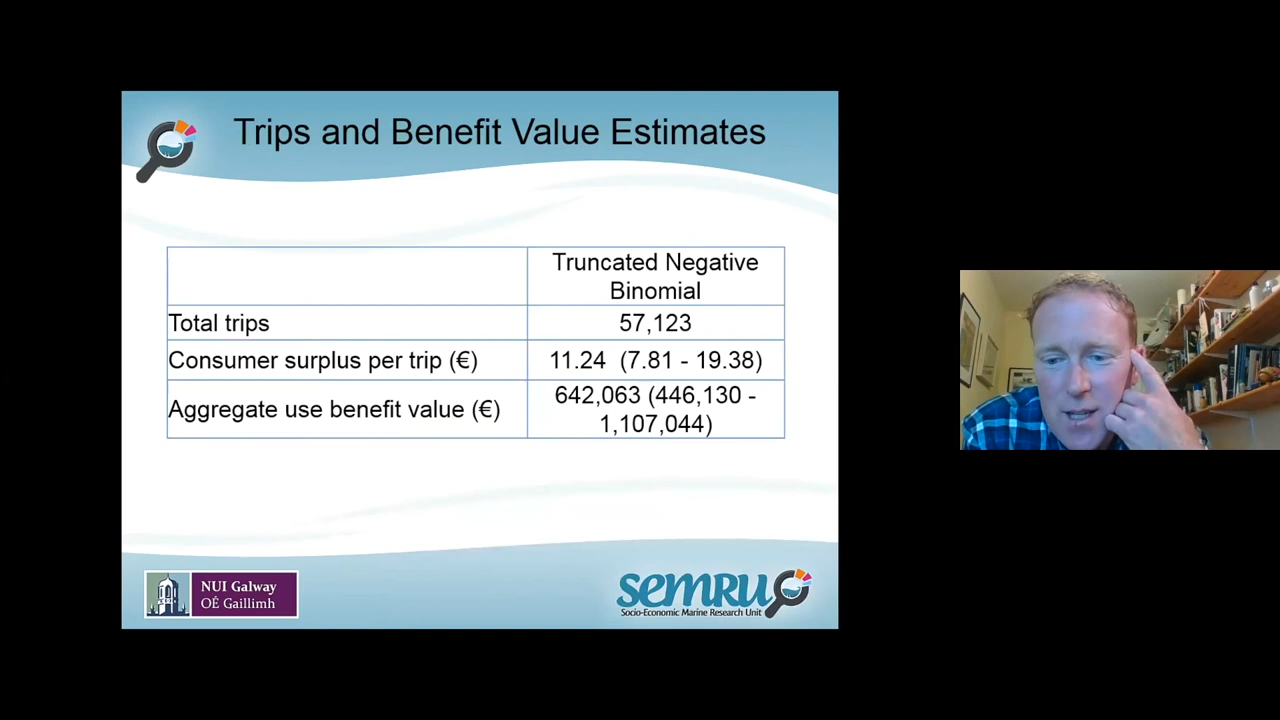 Trips and Benefit Value Estimates
Truncated Negative
Binomial
Total trips
57,123
Consumer surplus per trip (€)
11.24 (7.81 - 19.38)
Aggregate use benefit value (€)
642,063 (446,130 -
1,107,044)
NUI Galway
OÉ Gaillimh
semru
Socio-Economic Marine Research Unit